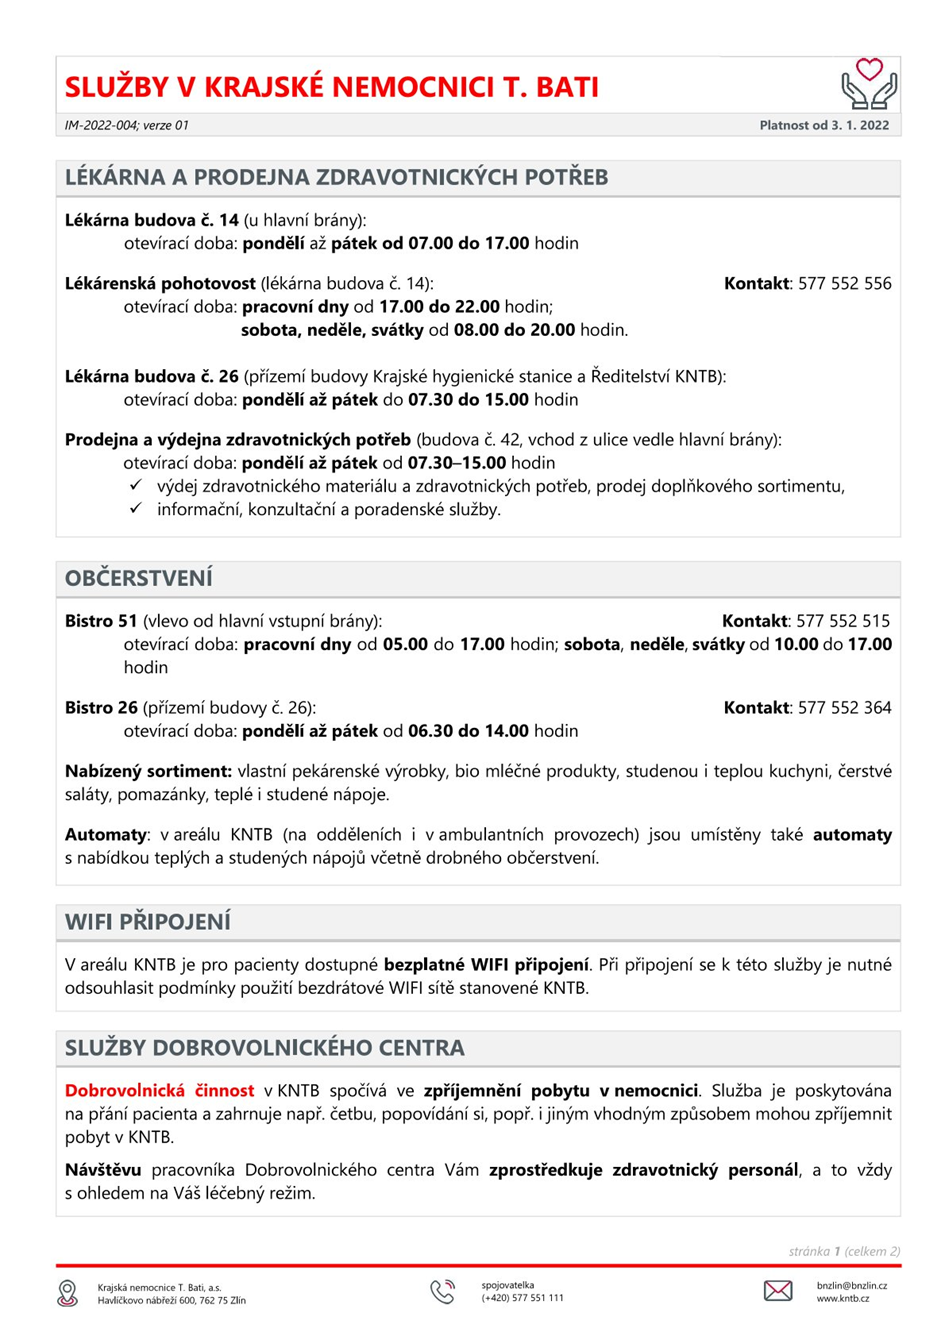 SLUŽBY V KRAJSKÉ NEMOCNICI T. BATI
IM-2022-004; verze 01
Platnost od 3. 1. 2022
LÉKÁRNA A PRODEJNA ZDRAVOTNICKÝCH POTŘEB
Lékárna budova č. 14 (u hlavní brány):
otevírací doba: pondělí až pátek od 07.00 do 17.00 hodin
Lékárenská pohotovost (lékárna budova č. 14): Kontakt: 577 552 556
otevírací doba: pracovní dny od 17.00 do 22.00 hodin;
sobota, neděle, svátky od 08.00 do 20.00 hodin.
Lékárna budova č. 26 (přízemí budovy Krajské hygienické stanice a Ředitelství KNTB):
otevírací doba: pondělí až pátek do 07.30 do 15.00 hodin
Prodejna a výdejna zdravotnických potřeb (budova č. 42, vchod z ulice vedle hlavní brány):
otevírací doba: pondělí až pátek od 07.30–15.00 hodin
✓ výdej zdravotnického materiálu a zdravotnických potřeb, prodej doplňkového sortimentu,
✓ informační, konzultační a poradenské služby.
OBČERSTVENÍ
Bistro 51 (vlevo od hlavní vstupní brány): Kontakt: 577 552 515
otevírací doba: pracovní dny od 05.00 do 17.00 hodin; sobota, neděle, svátky od 10.00 do 17.00
hodin
Bistro 26 (přízemí budovy č. 26): Kontakt: 577 552 364
otevírací doba: pondělí až pátek od 06.30 do 14.00 hodin
Nabízený sortiment: vlastní pekárenské výrobky, bio mléčné produkty, studenou i teplou kuchyni, čerstvé
saláty, pomazánky, teplé i studené nápoje.
Automaty: v areálu KNTB (na odděleních i v ambulantních provozech) jsou umístěny také automaty
s nabídkou teplých a studených nápojů včetně drobného občerstvení.
WIFI PŘIPOJENÍ
V areálu KNTB je pro pacienty dostupné bezplatné WIFI připojení. Při připojení se k této služby je nutné
odsouhlasit podmínky použití bezdrátové WIFI sítě stanovené KNTB.
SLUŽBY DOBROVOLNICKÉHO CENTRA
Dobrovolnická činnost v KNTB spočívá ve zpříjemnění pobytu v nemocnici. Služba je poskytována
na přání pacienta a zahrnuje např. četbu, popovídání si, popř. i jiným vhodným způsobem mohou zpříjemnit
pobyt v KNTB.
Návštěvu pracovníka Dobrovolnického centra Vám zprostředkuje zdravotnický personál, a to vždy
s ohledem na Váš léčebný režim.
stránka 1 (celkem 2)
Krajská nemocnice T. Bati, a.s.
Havlíčkovo nábřeží 600, 762 75 Zlín
spojovatelka
(+420) 577 551 111
bnzlin@bnzlin.cz
www.kntb.cz